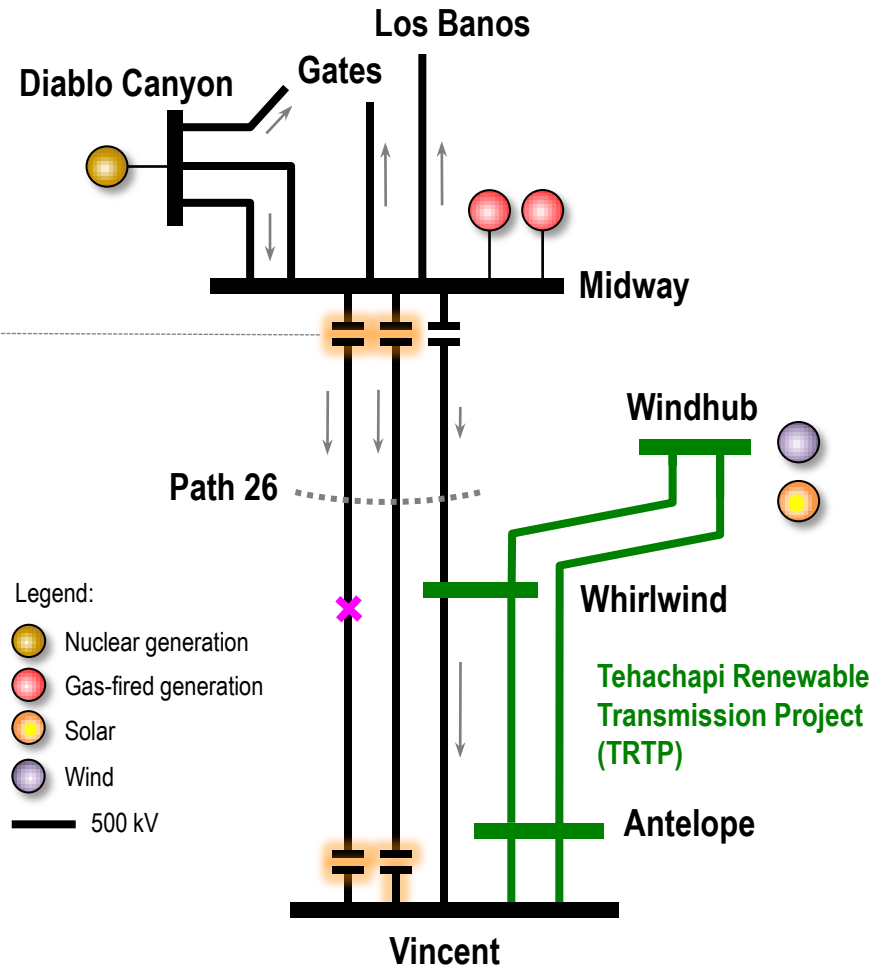 Los Banos
Gates
Diablo Canyon
Midway
Windhub
Path 26
Whirlwind
Legend:
Nuclear generation
Gas-fired generation
Solar
Wind
500 kV
Tehachapi Renewable
Transmission Project
(TRTP)
Antelope
Vincent